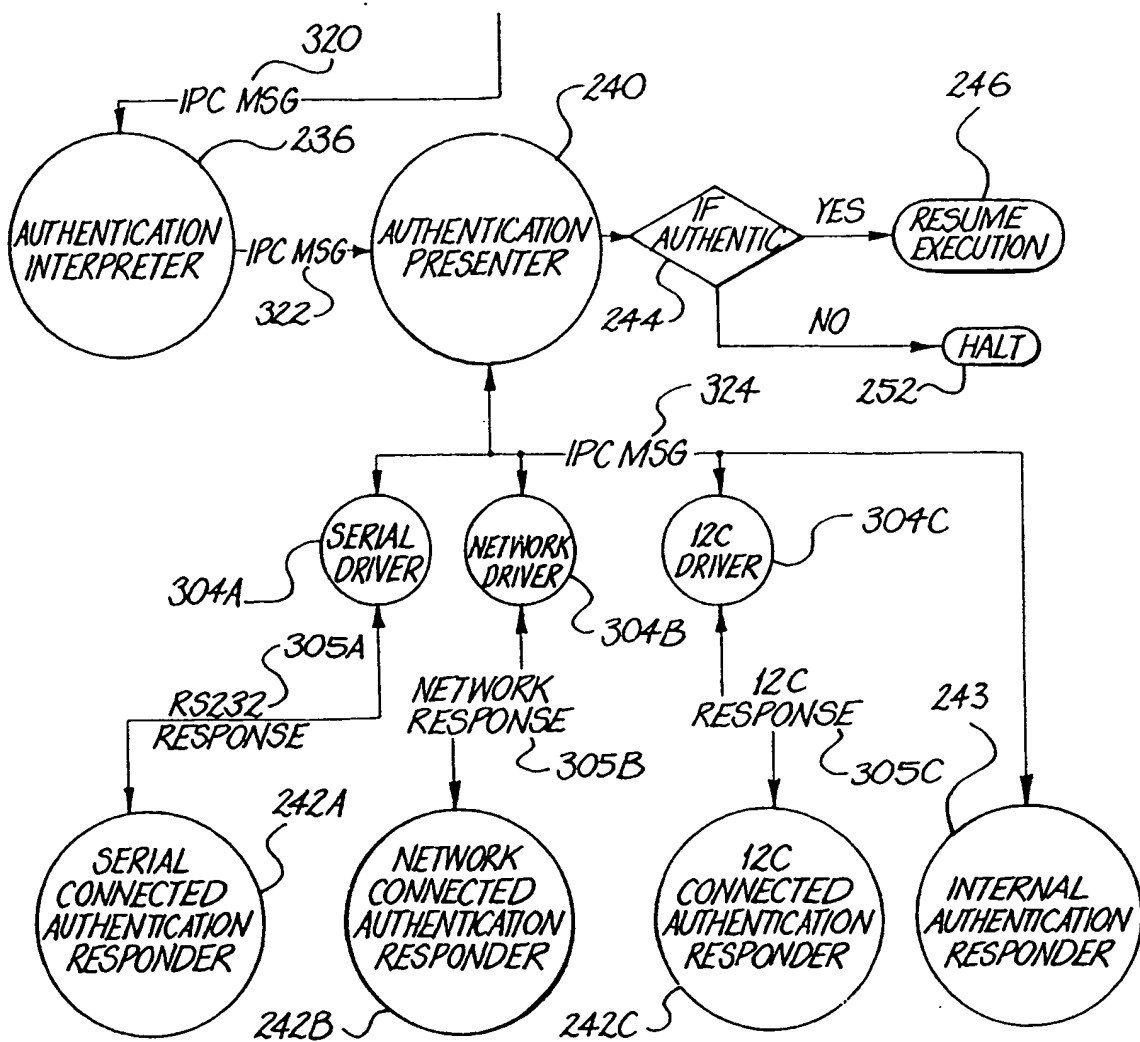 320
IPC MSG
240
246
236
AUTHENTICATION
INTERPRETER
IPC MSG
322
AUTHENTICATION
PRESENTER
IF
AUTHENTIC
YES
RESUME
EXECUTION
244
NO
HALT
252
324
IPC MSG
SERIAL
DRIVER
304A
NETWORK
DRIVER
304B
12C
DRIVER
304C
305A
RS232
RESPONSE
NETWORK
RESPONSE
305B
12C
RESPONSE
305C
243
242A
SERIAL
CONNECTED
AUTHENTICATION
RESPONDER
NETWORK
CONNECTED
AUTHENTICATION
RESPONDER
242B
12C
CONNECTED
AUTHENTICATION
RESPONDER
242C
INTERNAL
AUTHENTICATION
RESPONDER